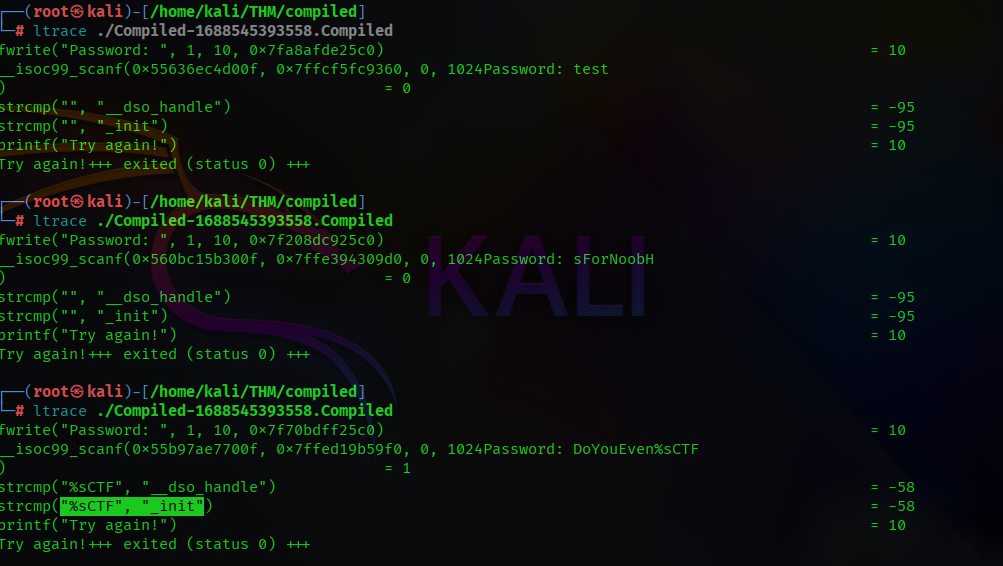 ┌──(root㉿kali)-[/home/kali/THM/compiled]
└─# ltrace ./Compiled-1688545393558.Compiled
fwrite("Password: ", 1, 10, 0×7fa8afde25c0) = 10
__isoc99_scanf(0×55636ec4d00f, 0×7ffcf5fc9360, 0, 1024Password: test
) = 0
strcmp("", "__dso_handle") = -95
strcmp("", "_init") = -95
printf("Try again!") = 10
Try again!+++ exited (status 0) +++
┌──(root㉿kali)-[/home/kali/THM/compiled]
└─# ltrace ./Compiled-1688545393558.Compiled
fwrite("Password: ", 1, 10, 0×7f208dc925c0) = 10
__isoc99_scanf(0×560bc15b300f, 0×7ffe394309d0, 0, 1024Password: sForNoobH
) = 0
strcmp("", "__dso_handle") = -95
strcmp("", "_init") = -95
printf("Try again!") = 10
Try again!+++ exited (status 0) +++
KALI
┌──(root㉿kali)-[/home/kali/THM/compiled]
└─# ltrace ./Compiled-1688545393558.Compiled
fwrite("Password: ", 1, 10, 0×7f70bdff25c0) = 10
__isoc99_scanf(0×55b97ae7700f, 0×7ffed19b59f0, 0, 1024Password: DoYouEven%sCTF
) = 1
strcmp("%sCTF", "__dso_handle") = -58
strcmp("%sCTF", "_init") = -58
printf("Try again!") = 10
Try again!+++ exited (status 0) +++